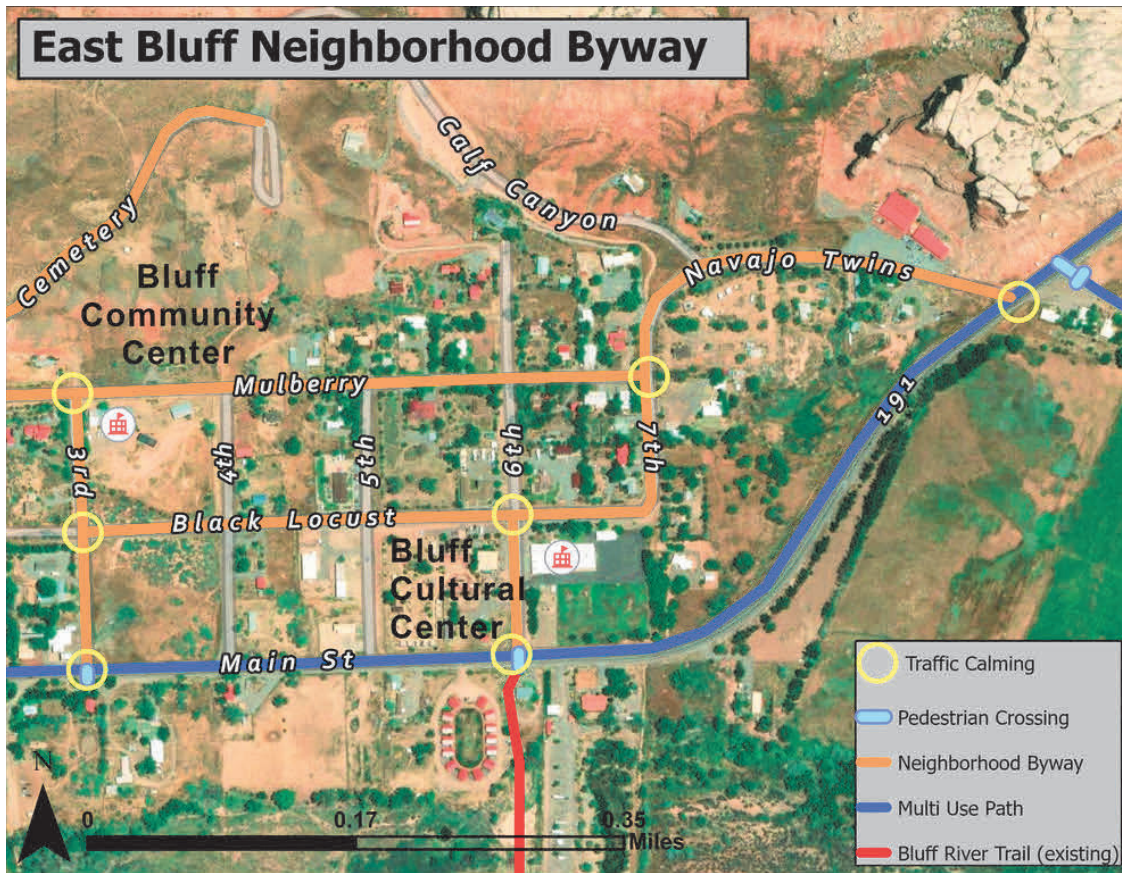 East Bluff Neighborhood Byway
Calf Canyon
Cemetery
Navajo Twins
Bluff
Community
Center
Mulberry
191
3rd
4th
5th
6th
7th
Black Locust
Bluff
Cultural
Center
Main St
Traffic Calming
Pedestrian Crossing
Neighborhood Byway
Multi Use Path
Bluff River Trail (existing)
N
0 0.17 0.35
Miles